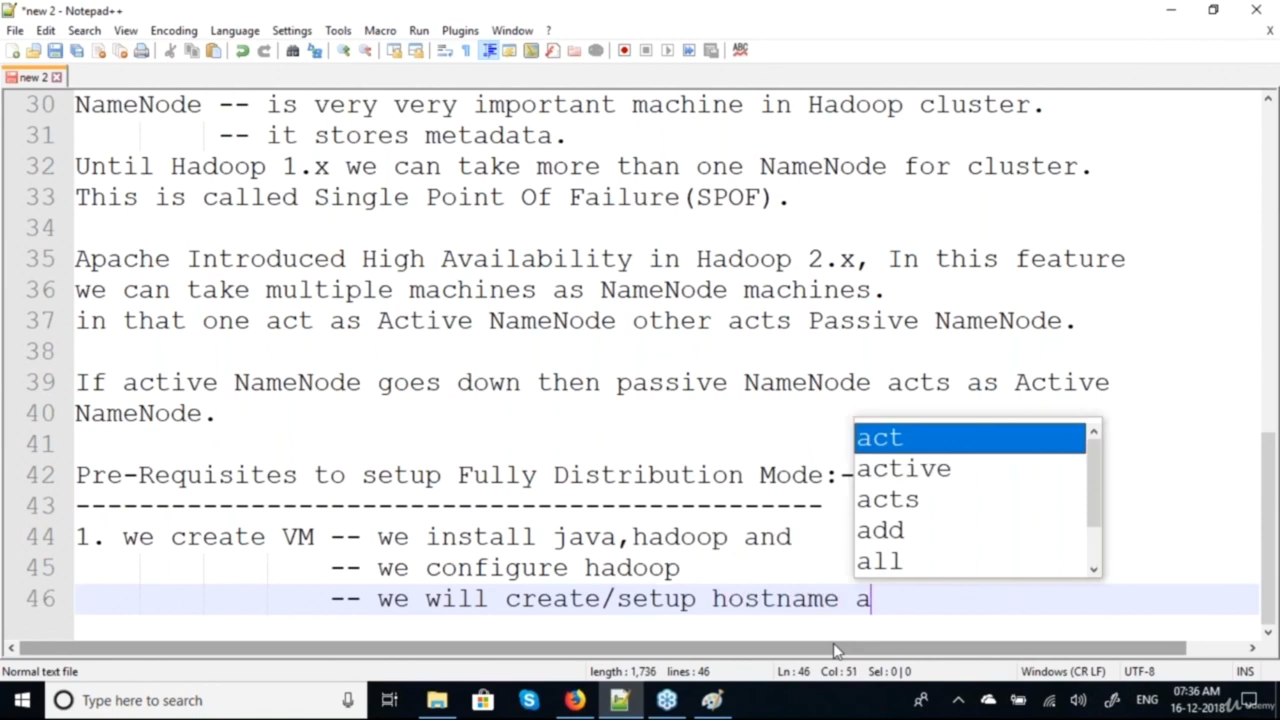 *new 2 - Notepad++
File Edit Search View Encoding Language Settings Tools Macro Run Plugins Window ? X
new 2
30 NameNode -- is very very important machine in Hadoop cluster.
31 -- it stores metadata.
32 Until Hadoop 1.x we can take more than one NameNode for cluster.
33 This is called Single Point Of Failure(SPOF).
34
35 Apache Introduced High Availability in Hadoop 2.x, In this feature
36 we can take multiple machines as NameNode machines.
37 in that one act as Active NameNode other acts Passive NameNode.
38
39 If active NameNode goes down then passive NameNode acts as Active
40 NameNode.
41
42 Pre-Requisites to setup Fully Distribution Mode:-
43 -----------------------------------------------
44 1. we create VM -- we install java,hadoop and
45 -- we configure hadoop
46 -- we will create/setup hostname a
act
active
acts
add
all
Normal text file length : 1,736 lines : 46 Ln : 46 Col : 51 Sel : 0 | 0 Windows (CR LF) UTF-8 INS
Type here to search ENG 07:36 AM
16-12-2018
Udemy